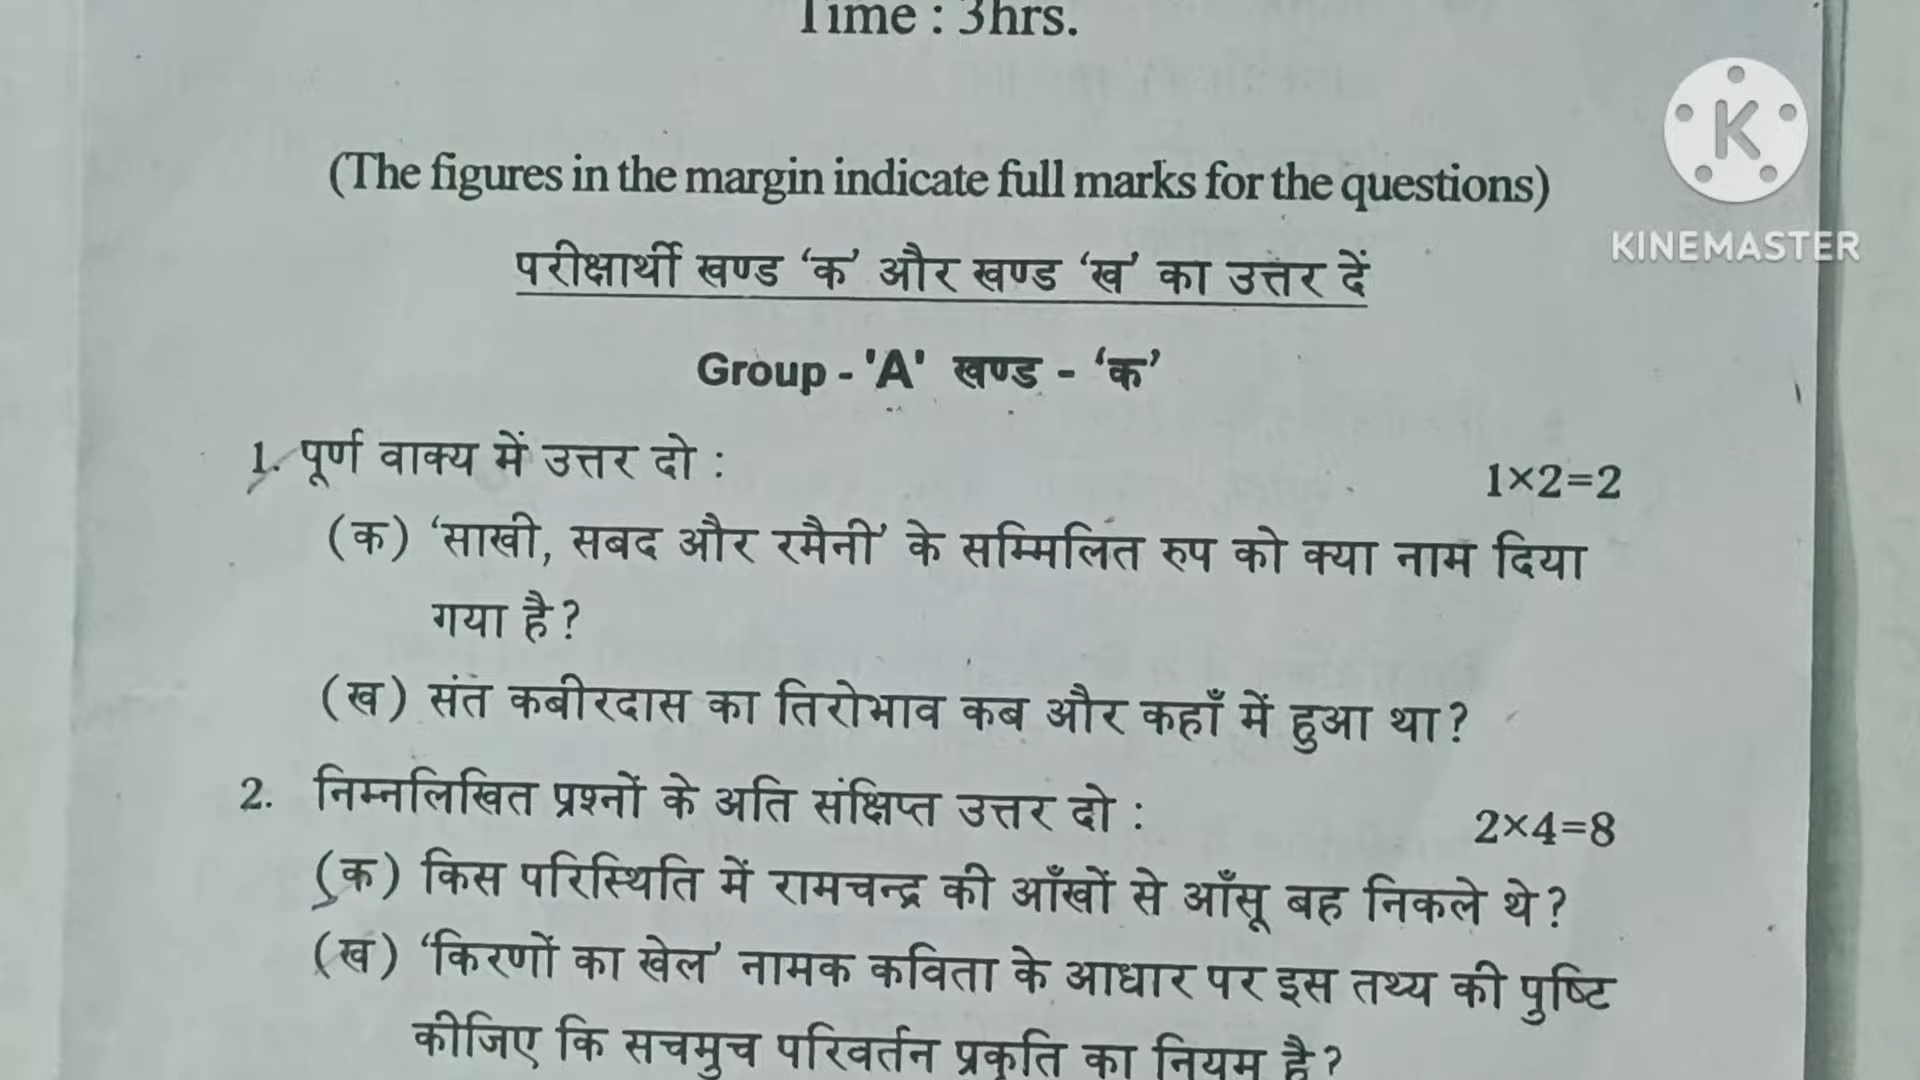 Time : 3hrs.
(The figures in the margin indicate full marks for the questions)
K
KINEMASTER
परीक्षार्थी खण्ड ‘क’ और खण्ड ‘ख’ का उत्तर दें
Group - 'A' खण्ड - ‘क’
1. पूर्ण वाक्य में उत्तर दो : 1×2=2
(क) ‘साखी, सबद और रमैनी’ के सम्मिलित रुप को क्या नाम दिया
गया है?
(ख) संत कबीरदास का तिरोभाव कब और कहाँ में हुआ था?
2. निम्नलिखित प्रश्नों के अति संक्षिप्त उत्तर दो : 2×4=8
(क) किस परिस्थिति में रामचन्द्र की आँखों से आँसू बह निकले थे?
(ख) ‘किरणों का खेल’ नामक कविता के आधार पर इस तथ्य की पुष्टि
कीजिए कि सचमुच परिवर्तन प्रकृति का नियम है?